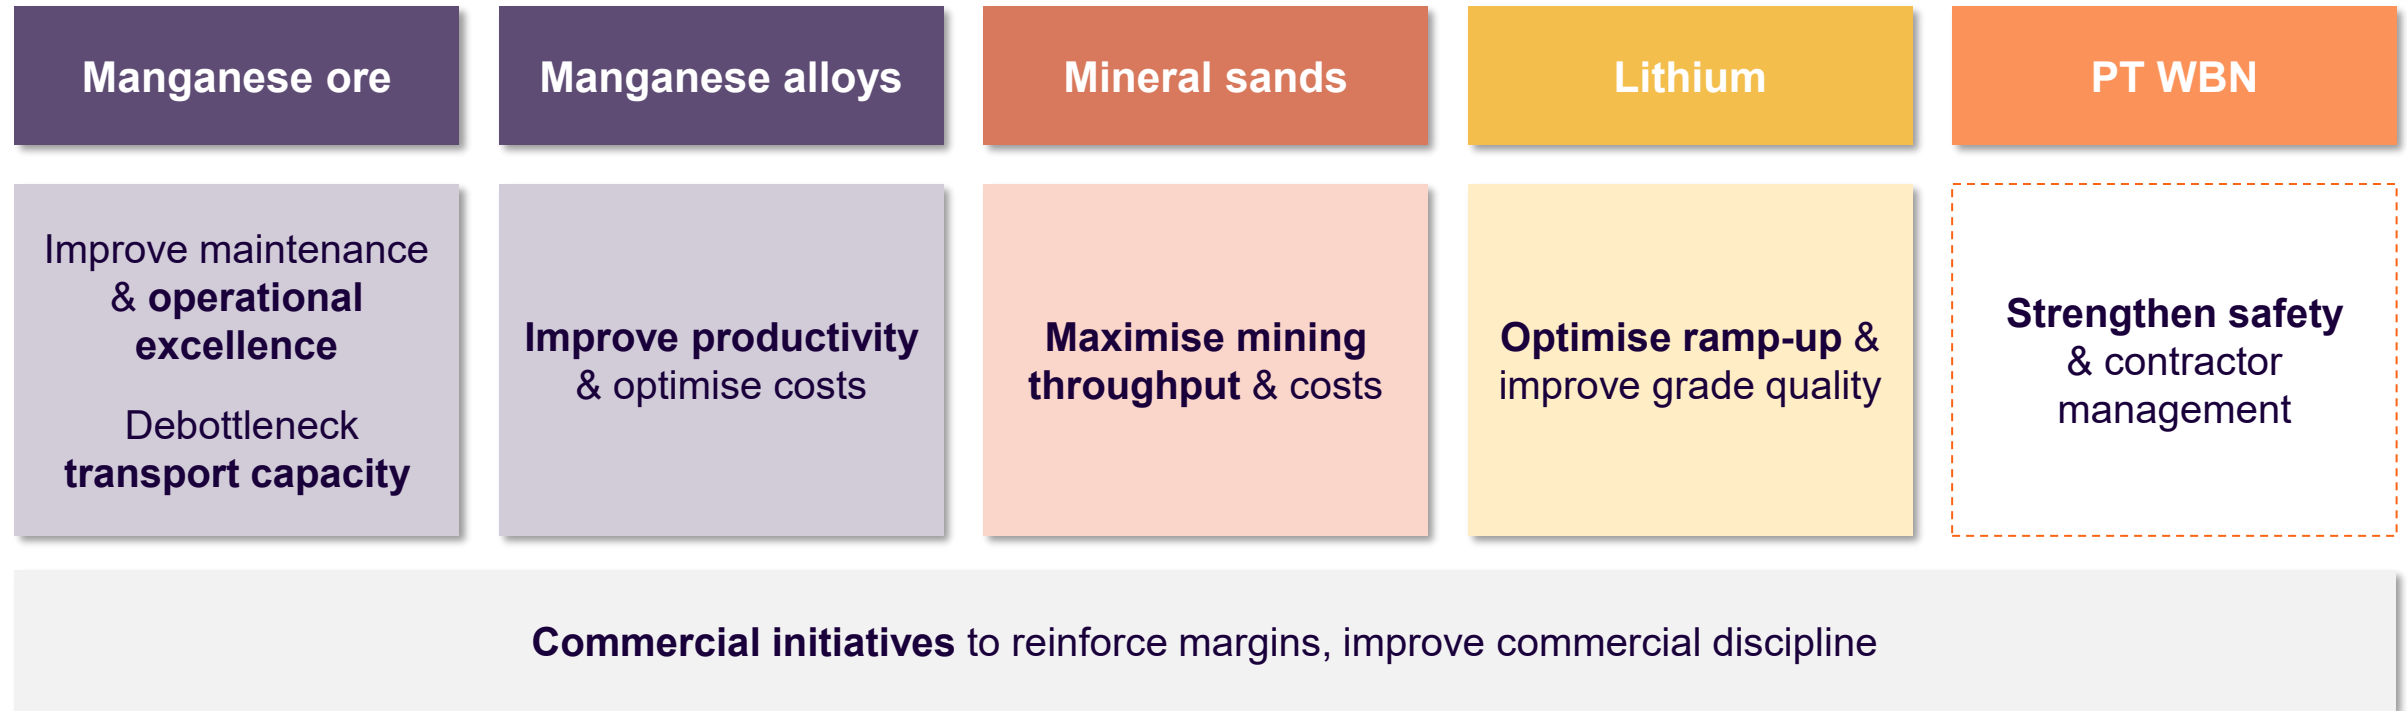 Manganese ore
Manganese alloys
Mineral sands
Lithium
PT WBN
Improve maintenance
& operational
excellence
Debottleneck
transport capacity
Improve productivity
& optimise costs
Maximise mining
throughput & costs
Optimise ramp-up &
improve grade quality
Strengthen safety
& contractor
management
Commercial initiatives to reinforce margins, improve commercial discipline